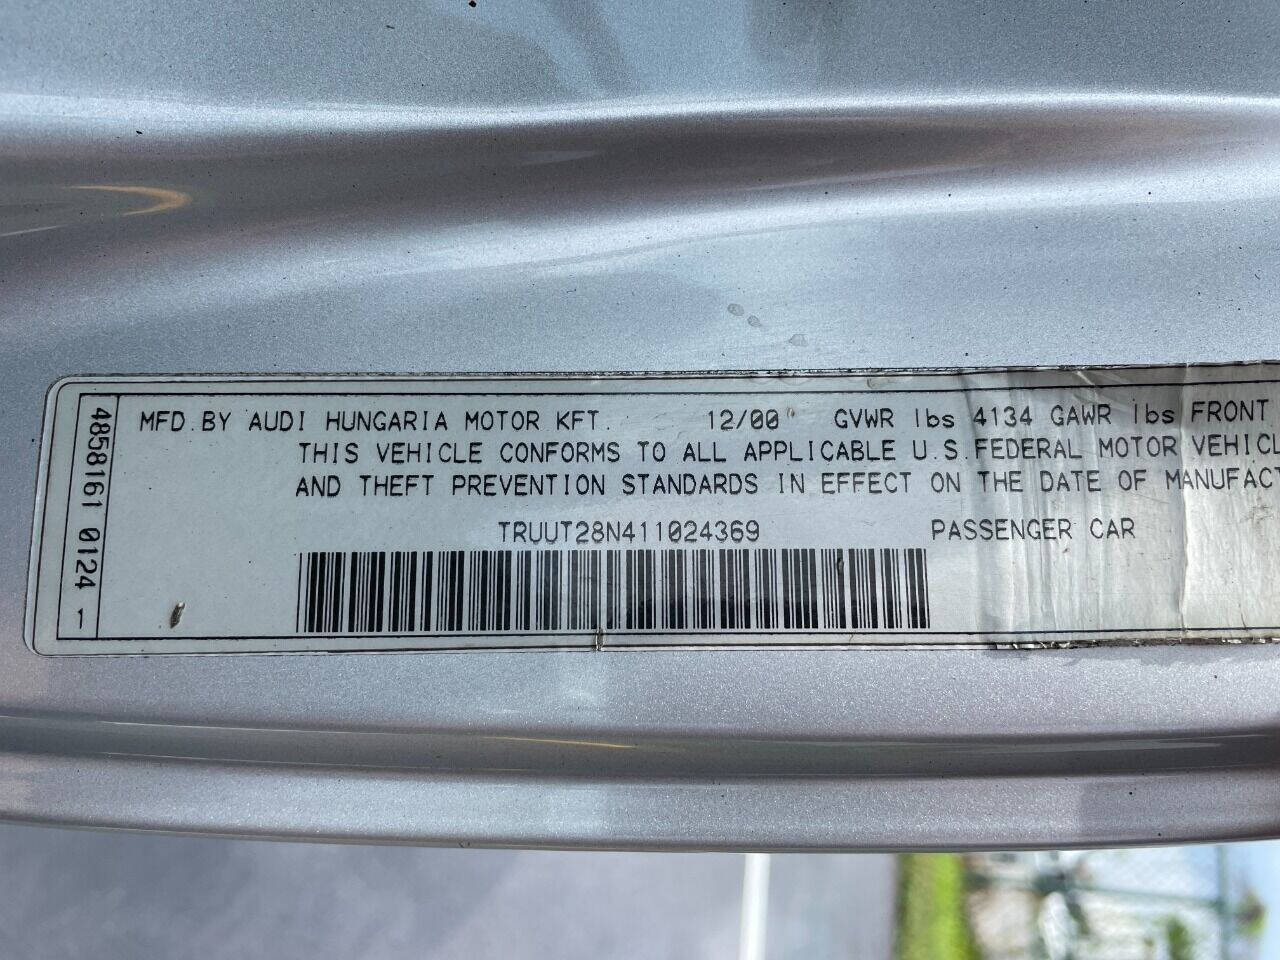 4858161 0124 1
MFD.BY AUDI HUNGARIA MOTOR KFT. 12/00 GVWR lbs 4134 GAWR lbs FRONT
THIS VEHICLE CONFORMS TO ALL APPLICABLE U.S.FEDERAL MOTOR VEHICL
AND THEFT PREVENTION STANDARDS IN EFFECT ON THE DATE OF MANUFACT
TRUUT28N411024369 PASSENGER CAR